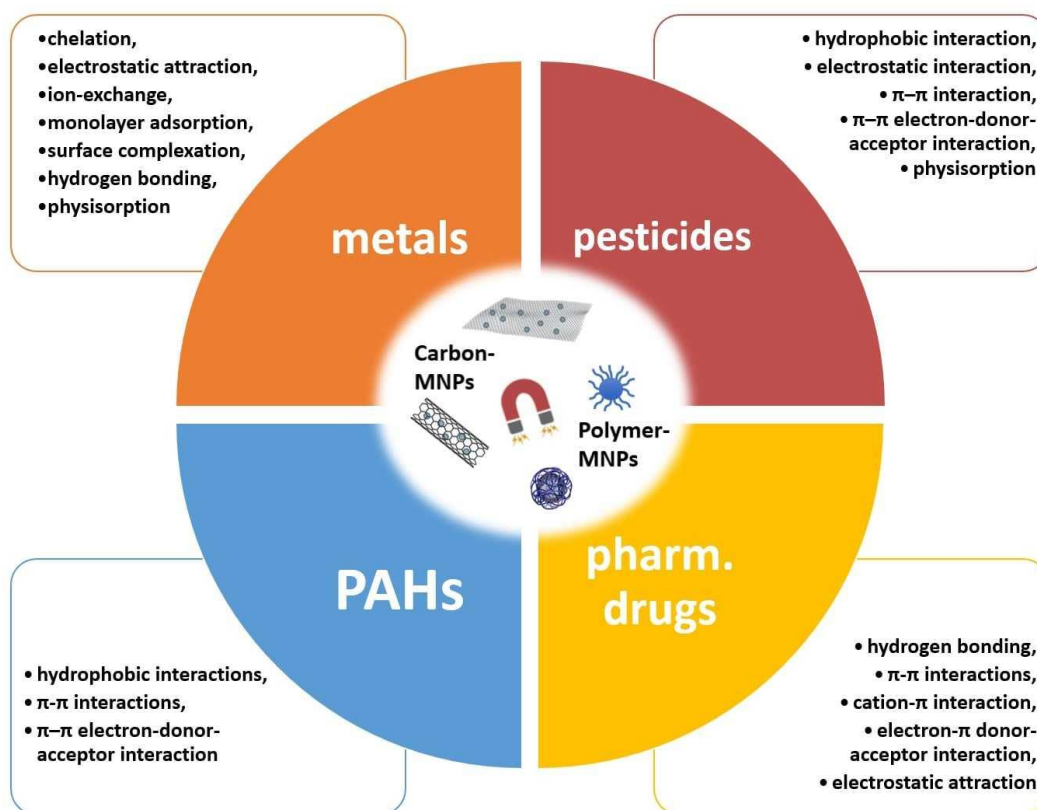 •chelation,
•electrostatic attraction,
•ion-exchange,
•monolayer adsorption,
•surface complexation,
•hydrogen bonding,
•physisorption
• hydrophobic interaction,
• electrostatic interaction,
• π–π interaction,
• π–π electron-donor-
acceptor interaction,
• physisorption
metals
pesticides
Carbon-
MNPs
Polymer-
MNPs
PAHs
pharm.
drugs
• hydrophobic interactions,
• π-π interactions,
• π–π electron-donor-
acceptor interaction
• hydrogen bonding,
• π-π interactions,
• cation-π interaction,
• electron-π donor-
acceptor interaction,
• electrostatic attraction